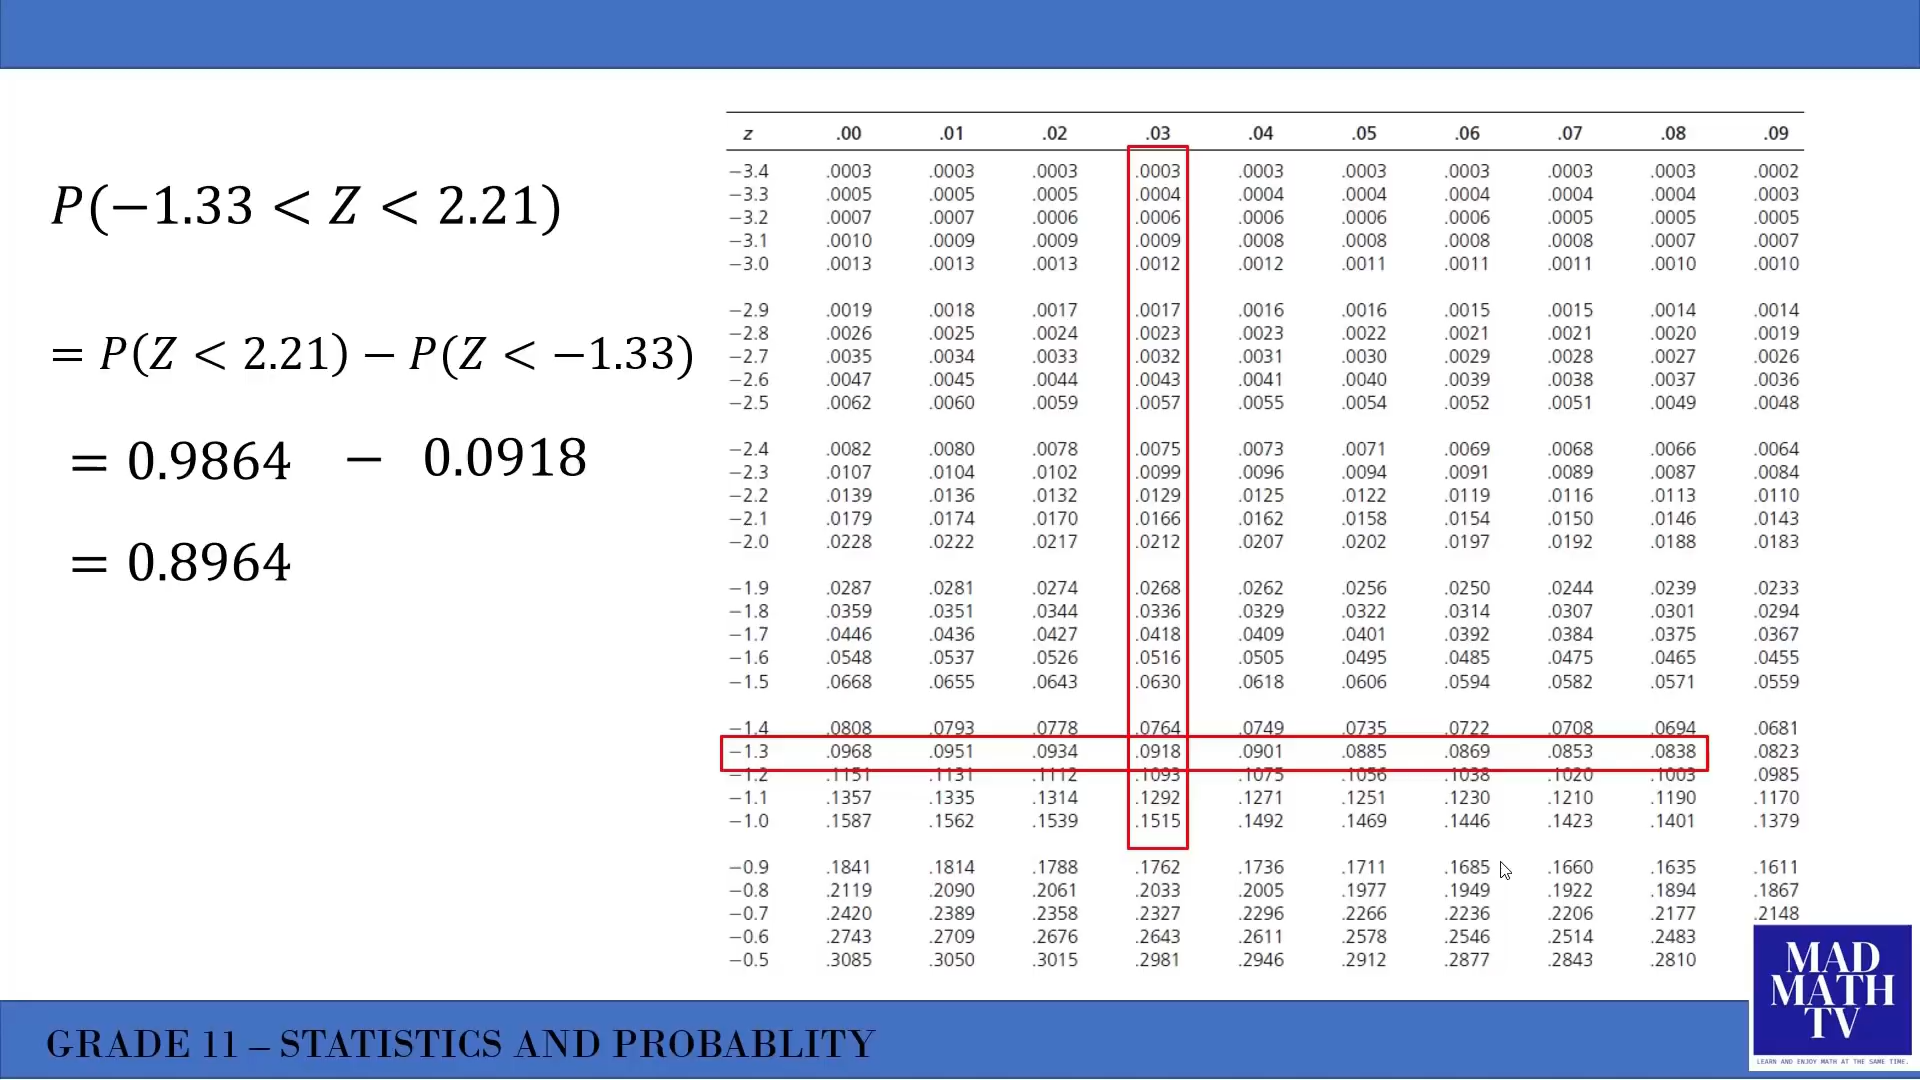 P(−1.33 < Z < 2.21)
= P(Z < 2.21) − P(Z < −1.33)
= 0.9864 − 0.0918
= 0.8964
z .00 .01 .02 .03 .04 .05 .06 .07 .08 .09
−3.4 .0003 .0003 .0003 .0003 .0003 .0003 .0003 .0003 .0003 .0002
−3.3 .0005 .0005 .0005 .0004 .0004 .0004 .0004 .0004 .0004 .0003
−3.2 .0007 .0007 .0006 .0006 .0006 .0006 .0006 .0005 .0005 .0005
−3.1 .0010 .0009 .0009 .0009 .0008 .0008 .0008 .0008 .0007 .0007
−3.0 .0013 .0013 .0013 .0012 .0012 .0011 .0011 .0011 .0010 .0010
−2.9 .0019 .0018 .0017 .0017 .0016 .0016 .0015 .0015 .0014 .0014
−2.8 .0026 .0025 .0024 .0023 .0023 .0022 .0021 .0021 .0020 .0019
−2.7 .0035 .0034 .0033 .0032 .0031 .0030 .0029 .0028 .0027 .0026
−2.6 .0047 .0045 .0044 .0043 .0041 .0040 .0039 .0038 .0037 .0036
−2.5 .0062 .0060 .0059 .0057 .0055 .0054 .0052 .0051 .0049 .0048
−2.4 .0082 .0080 .0078 .0075 .0073 .0071 .0069 .0068 .0066 .0064
−2.3 .0107 .0104 .0102 .0099 .0096 .0094 .0091 .0089 .0087 .0084
−2.2 .0139 .0136 .0132 .0129 .0125 .0122 .0119 .0116 .0113 .0110
−2.1 .0179 .0174 .0170 .0166 .0162 .0158 .0154 .0150 .0146 .0143
−2.0 .0228 .0222 .0217 .0212 .0207 .0202 .0197 .0192 .0188 .0183
−1.9 .0287 .0281 .0274 .0268 .0262 .0256 .0250 .0244 .0239 .0233
−1.8 .0359 .0351 .0344 .0336 .0329 .0322 .0314 .0307 .0301 .0294
−1.7 .0446 .0436 .0427 .0418 .0409 .0401 .0392 .0384 .0375 .0367
−1.6 .0548 .0537 .0526 .0516 .0505 .0495 .0485 .0475 .0465 .0455
−1.5 .0668 .0655 .0643 .0630 .0618 .0606 .0594 .0582 .0571 .0559
−1.4 .0808 .0793 .0778 .0764 .0749 .0735 .0722 .0708 .0694 .0681
−1.3 .0968 .0951 .0934 .0918 .0901 .0885 .0869 .0853 .0838 .0823
−1.2 .1151 .1131 .1112 .1093 .1075 .1056 .1038 .1020 .1003 .0985
−1.1 .1357 .1335 .1314 .1292 .1271 .1251 .1230 .1210 .1190 .1170
−1.0 .1587 .1562 .1539 .1515 .1492 .1469 .1446 .1423 .1401 .1379
−0.9 .1841 .1814 .1788 .1762 .1736 .1711 .1685 .1660 .1635 .1611
−0.8 .2119 .2090 .2061 .2033 .2005 .1977 .1949 .1922 .1894 .1867
−0.7 .2420 .2389 .2358 .2327 .2296 .2266 .2236 .2206 .2177 .2148
−0.6 .2743 .2709 .2676 .2643 .2611 .2578 .2546 .2514 .2483
−0.5 .3085 .3050 .3015 .2981 .2946 .2912 .2877 .2843 .2810
MAD
MATH
TV
LEARN AND ENJOY MATH AT THE SAME TIME.
GRADE 11 – STATISTICS AND PROBABLITY